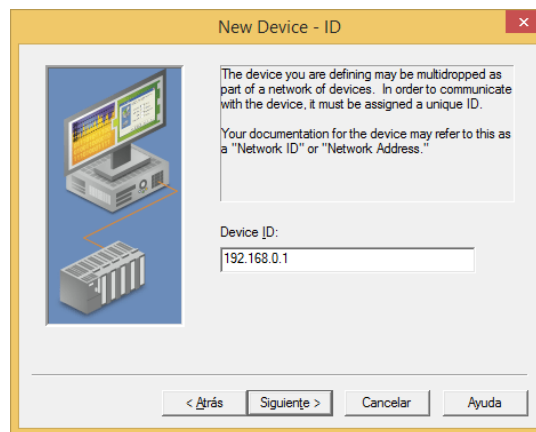 New Device - ID
The device you are defining may be multidropped as
part of a network of devices.  In order to communicate
with the device, it must be assigned a unique ID.
Your documentation for the device may refer to this as
a "Network ID" or "Network Address."
Device ID:
192.168.0.1
< Atrás Siguiente > Cancelar Ayuda